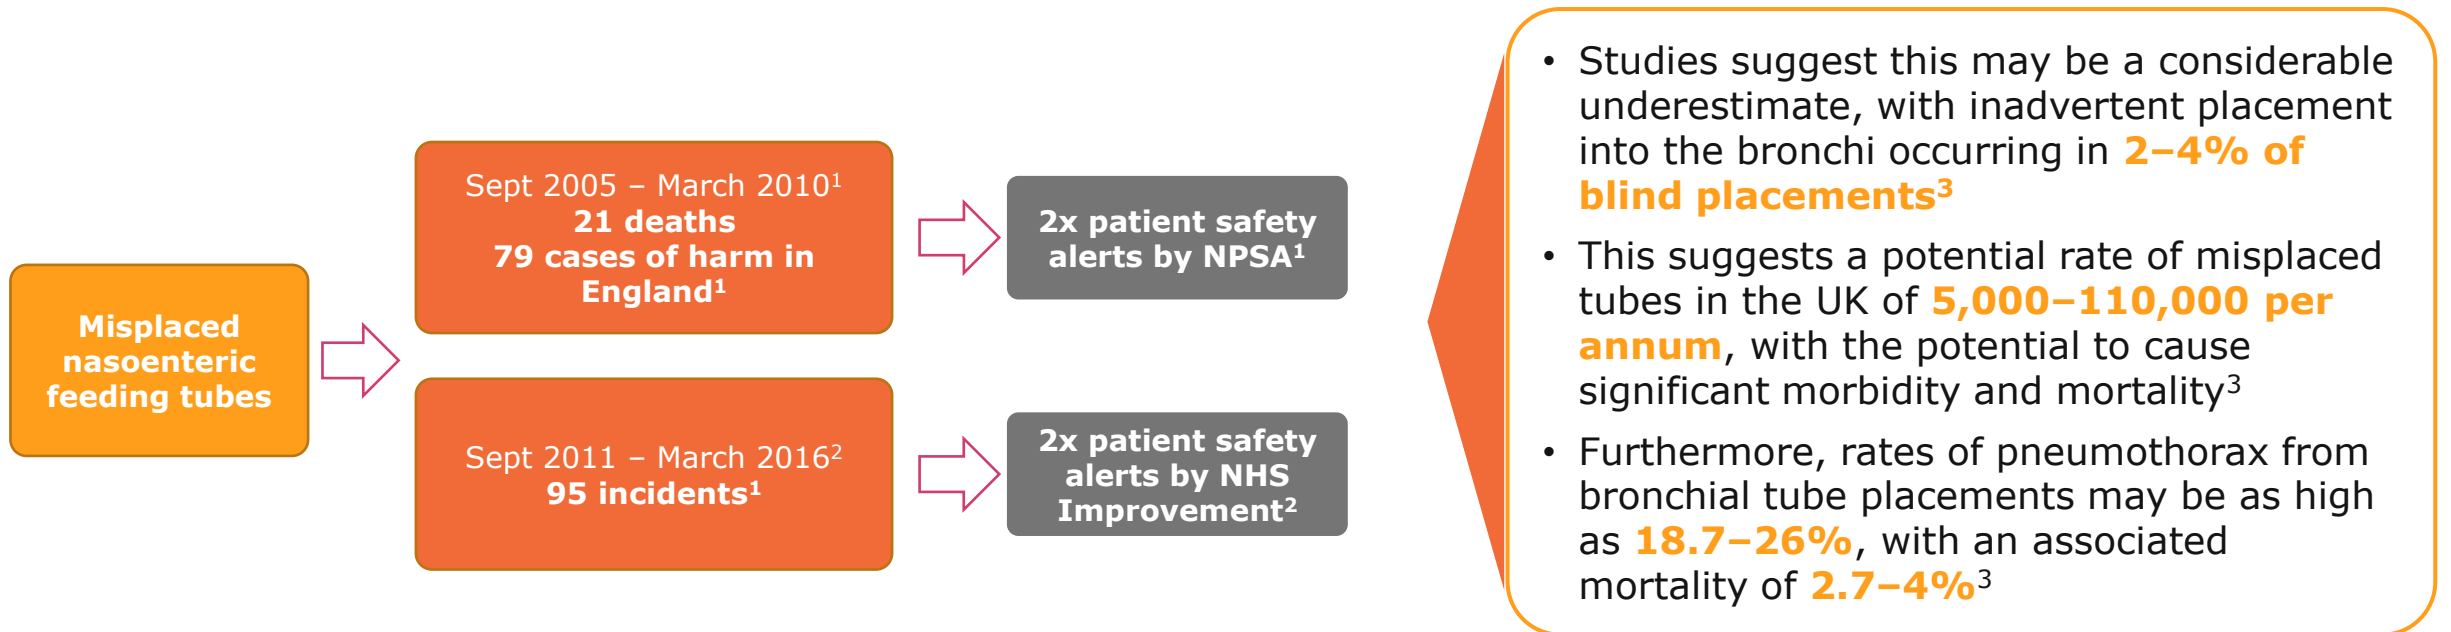 Misplaced
nasoenteric
feeding tubes
Sept 2005 – March 2010¹
21 deaths
79 cases of harm in
England¹
2x patient safety
alerts by NPSA¹
Sept 2011 – March 2016²
95 incidents¹
2x patient safety
alerts by NHS
Improvement²
• Studies suggest this may be a considerable
underestimate, with inadvertent placement
into the bronchi occurring in 2–4% of
blind placements³
• This suggests a potential rate of misplaced
tubes in the UK of 5,000–110,000 per
annum, with the potential to cause
significant morbidity and mortality³
• Furthermore, rates of pneumothorax from
bronchial tube placements may be as high
as 18.7–26%, with an associated
mortality of 2.7–4%³